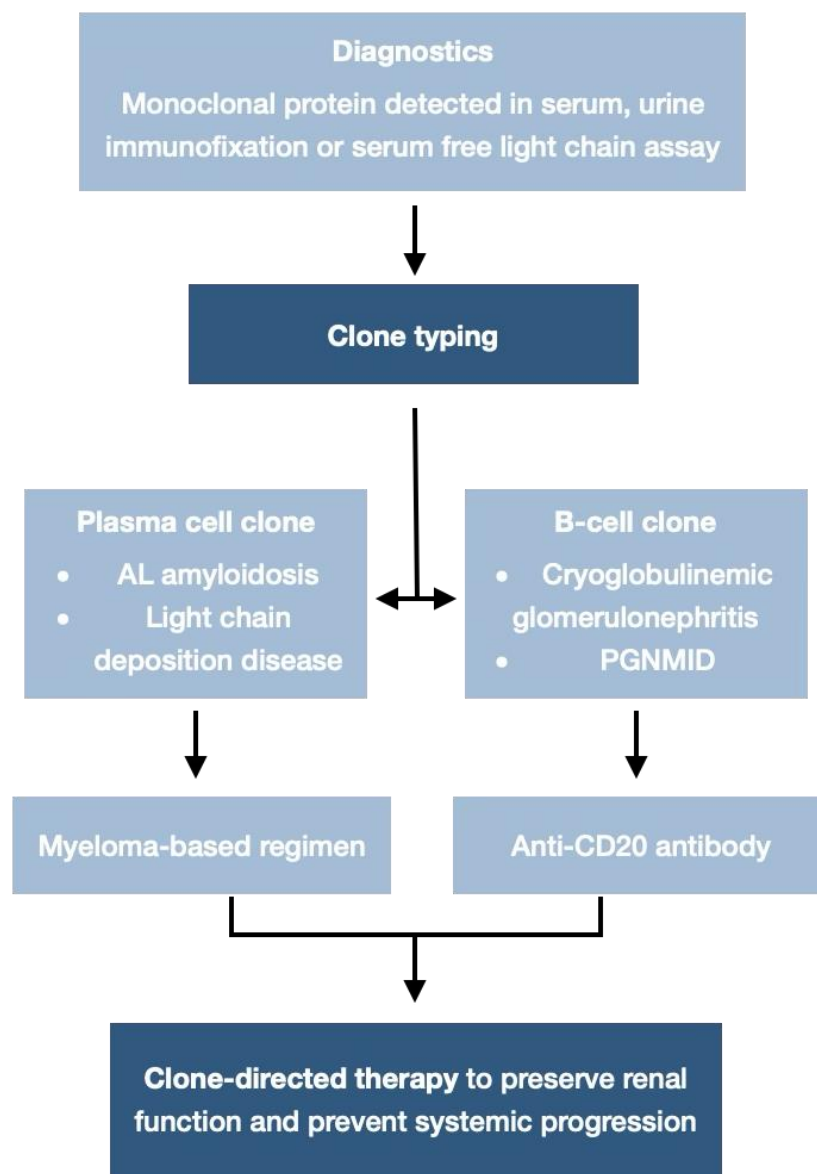 Diagnostics
Monoclonal protein detected in serum, urine
immunofixation or serum free light chain assay
Clone typing
Plasma cell clone
• AL amyloidosis
• Light chain
deposition disease
B-cell clone
• Cryoglobulinemic
glomerulonephritis
• PGNMID
Myeloma-based regimen
Anti-CD20 antibody
Clone-directed therapy to preserve renal
function and prevent systemic progression